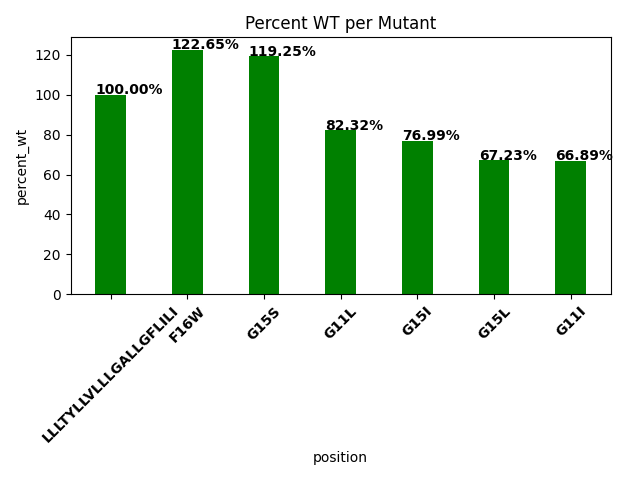 Percent WT per Mutant
percent_wt
120
100
80
60
40
20
0
100.00%
122.65%
119.25%
82.32%
76.99%
67.23%
66.89%
LLLTYLLVLLLGALLGFLILI
F16W
G15S
G11L
G15I
G15L
G11I
position